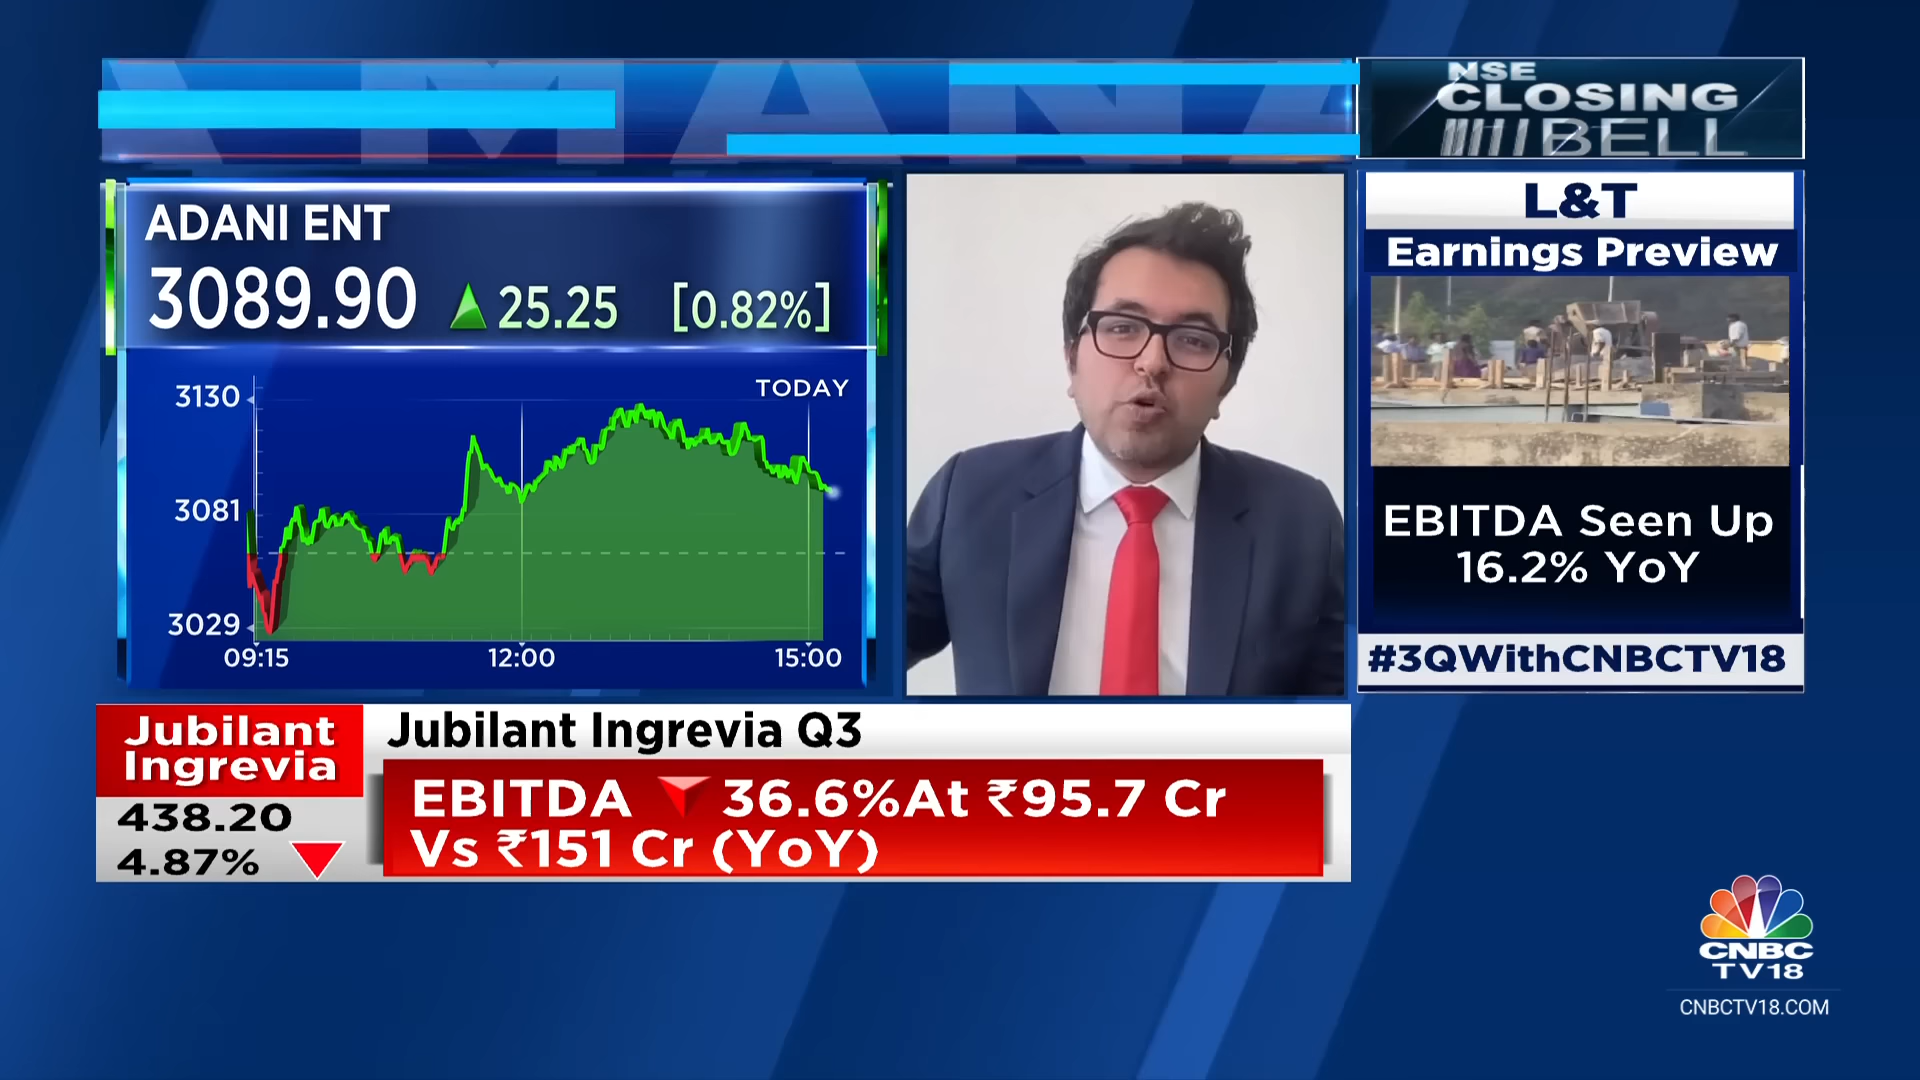 NSE
CLOSING
BELL
ADANI ENT
3089.90 ▲ 25.25 [0.82%]
TODAY
3130
3081
3029
09:15 12:00 15:00
L&T
Earnings Preview
EBITDA Seen Up
16.2% YoY
#3QWithCNBCTV18
Jubilant
Ingrevia
438.20
4.87% ▼
Jubilant Ingrevia Q3
EBITDA ▼ 36.6%At ₹95.7 Cr
Vs ₹151 Cr (YoY)
CNBC
TV18
CNBCTV18.COM